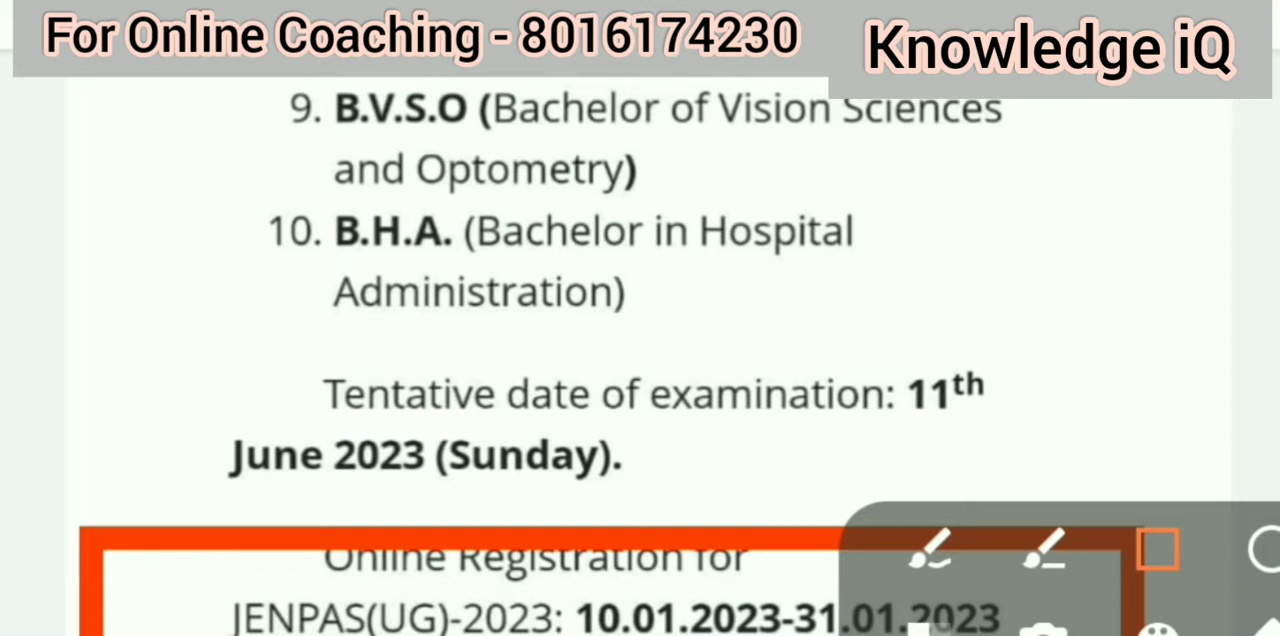 For Online Coaching - 8016174230
Knowledge iQ
9. B.V.S.O (Bachelor of Vision Sciences
and Optometry)
10. B.H.A. (Bachelor in Hospital
Administration)
Tentative date of examination: 11th
June 2023 (Sunday).
Online Registration for
JENPAS(UG)-2023: 10.01.2023-31.01.2023